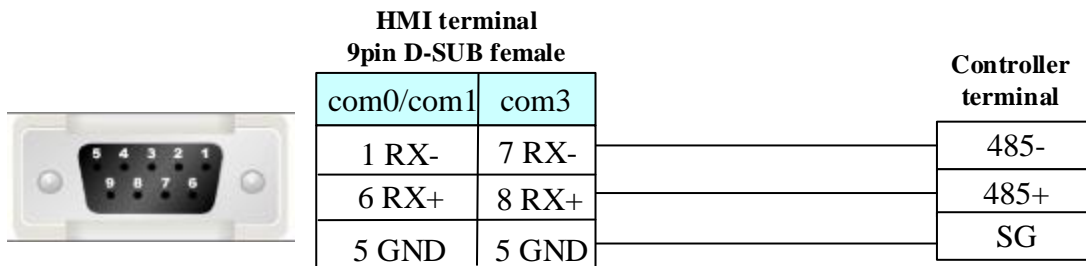 HMI terminal
9pin D-SUB female
Controller
terminal
com0/com1 com3
1 RX- 7 RX- 485-
6 RX+ 8 RX+ 485+
5 GND 5 GND SG
5 4 3 2 1
9 8 7 6